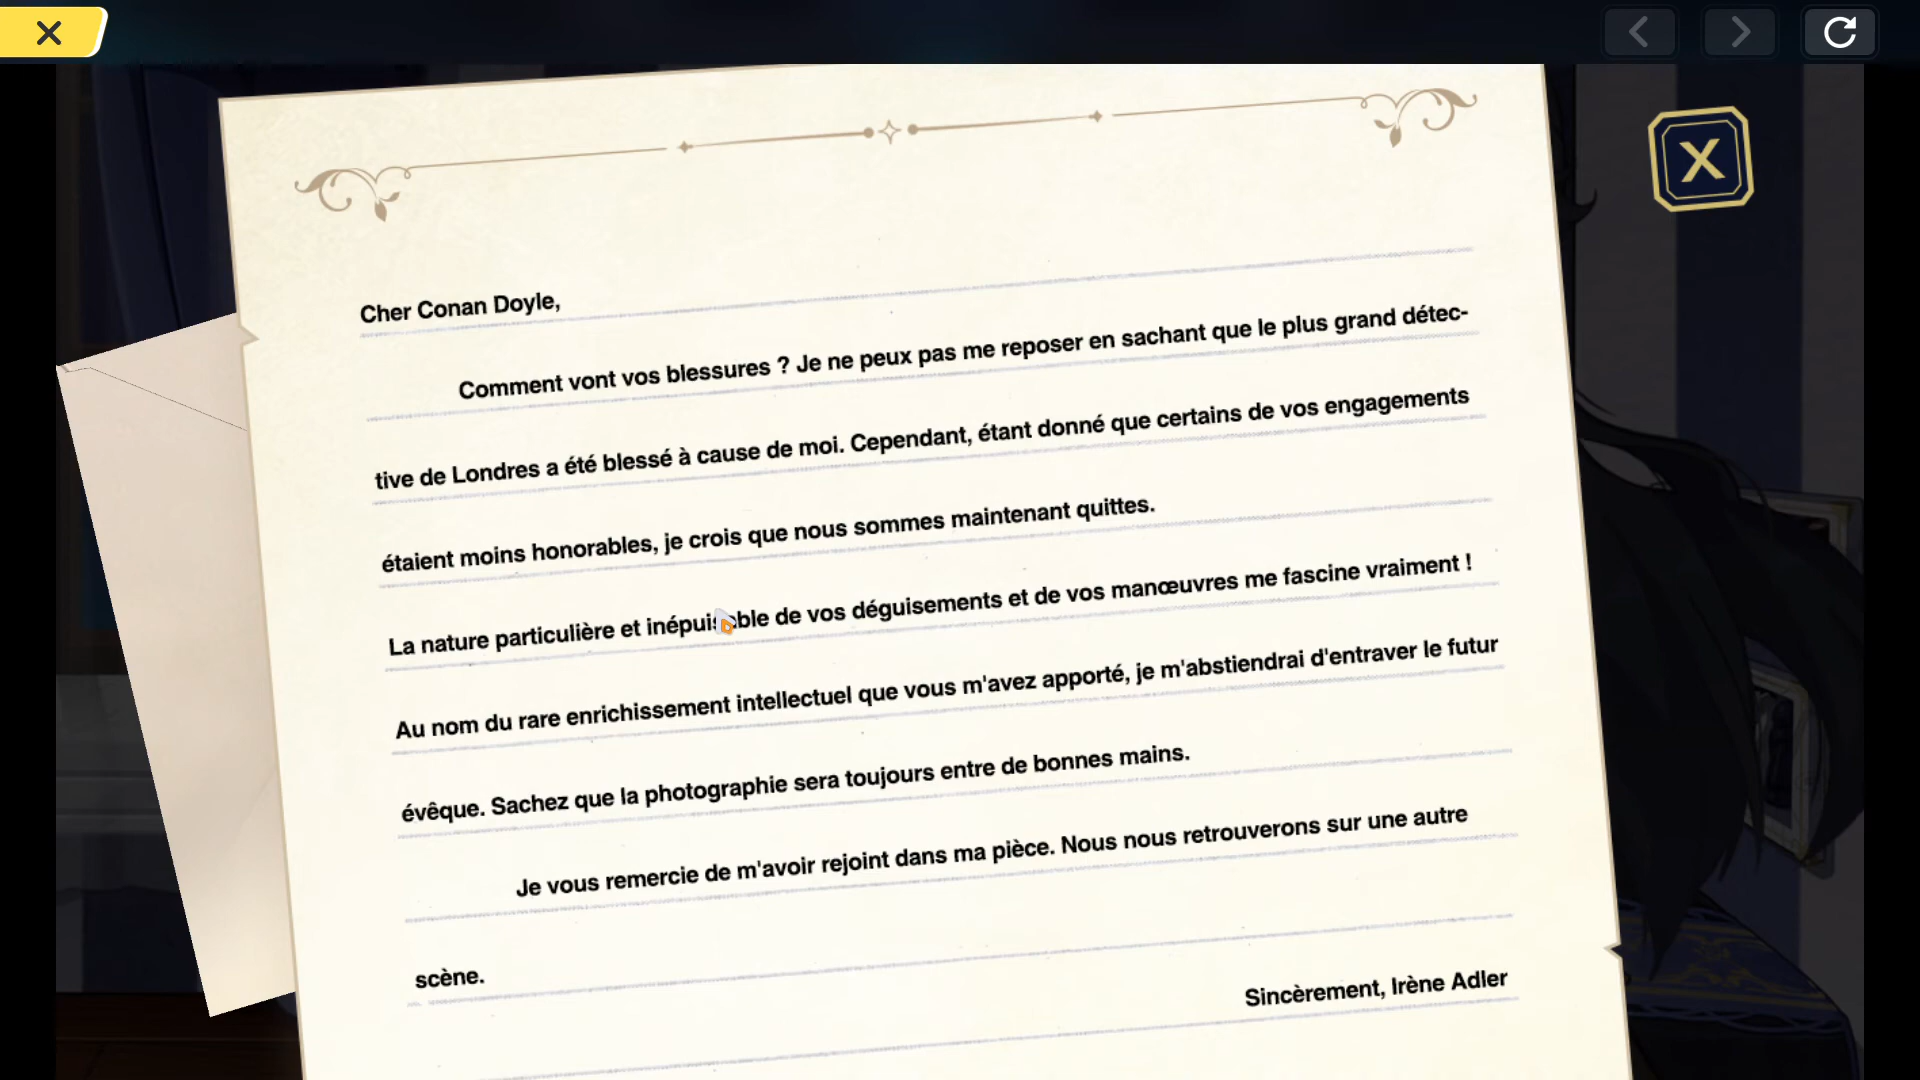 X
Cher Conan Doyle,
Comment vont vos blessures ? Je ne peux pas me reposer en sachant que le plus grand détec-
tive de Londres a été blessé à cause de moi. Cependant, étant donné que certains de vos engagements
étaient moins honorables, je crois que nous sommes maintenant quittes.
La nature particulière et inépuisable de vos déguisements et de vos manœuvres me fascine vraiment !
Au nom du rare enrichissement intellectuel que vous m'avez apporté, je m'abstiendrai d'entraver le futur
évêque. Sachez que la photographie sera toujours entre de bonnes mains.
Je vous remercie de m'avoir rejoint dans ma pièce. Nous nous retrouverons sur une autre
scène.
Sincèrement, Irène Adler